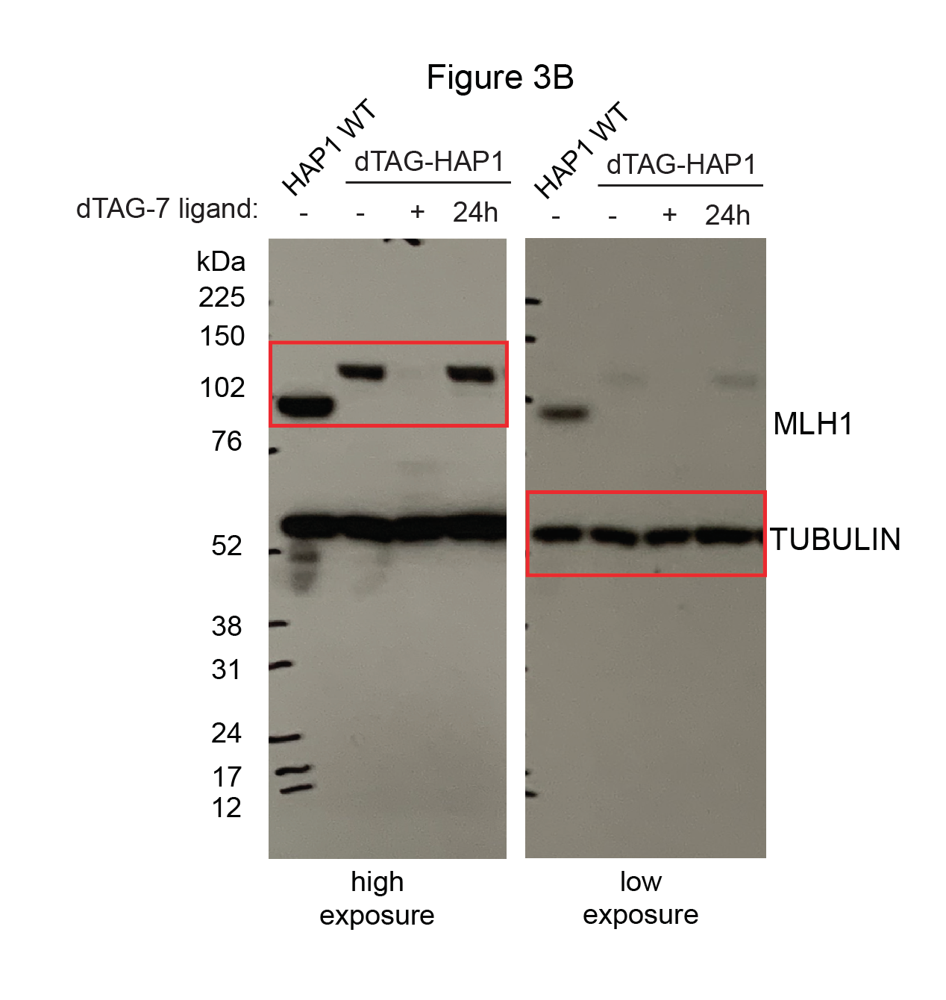 Figure 3B
HAP1 WT
dTAG-HAP1
HAP1 WT
dTAG-HAP1
dTAG-7 ligand: - - + 24h - - + 24h
kDa
225
150
102
76
52
38
31
24
17
12
MLH1
TUBULIN
high
exposure
low
exposure